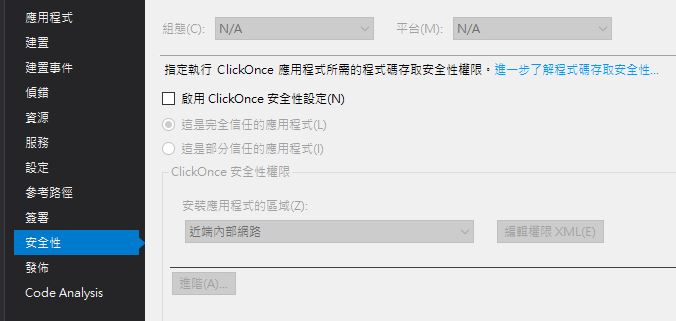 應用程式
建置
建置事件
偵錯
資源
服務
設定
參考路徑
簽署
安全性
發佈
Code Analysis
組態(C): N/A 平台(M): N/A
指定執行 ClickOnce 應用程式所需的程式碼存取安全性權限。進一步了解程式碼存取安全性...
啟用 ClickOnce 安全性設定(N)
這是完全信任的應用程式(L)
這是部分信任的應用程式(I)
ClickOnce 安全性權限
安裝應用程式的區域(Z):
近端內部網路 編輯權限 XML(E)
進階(A)...